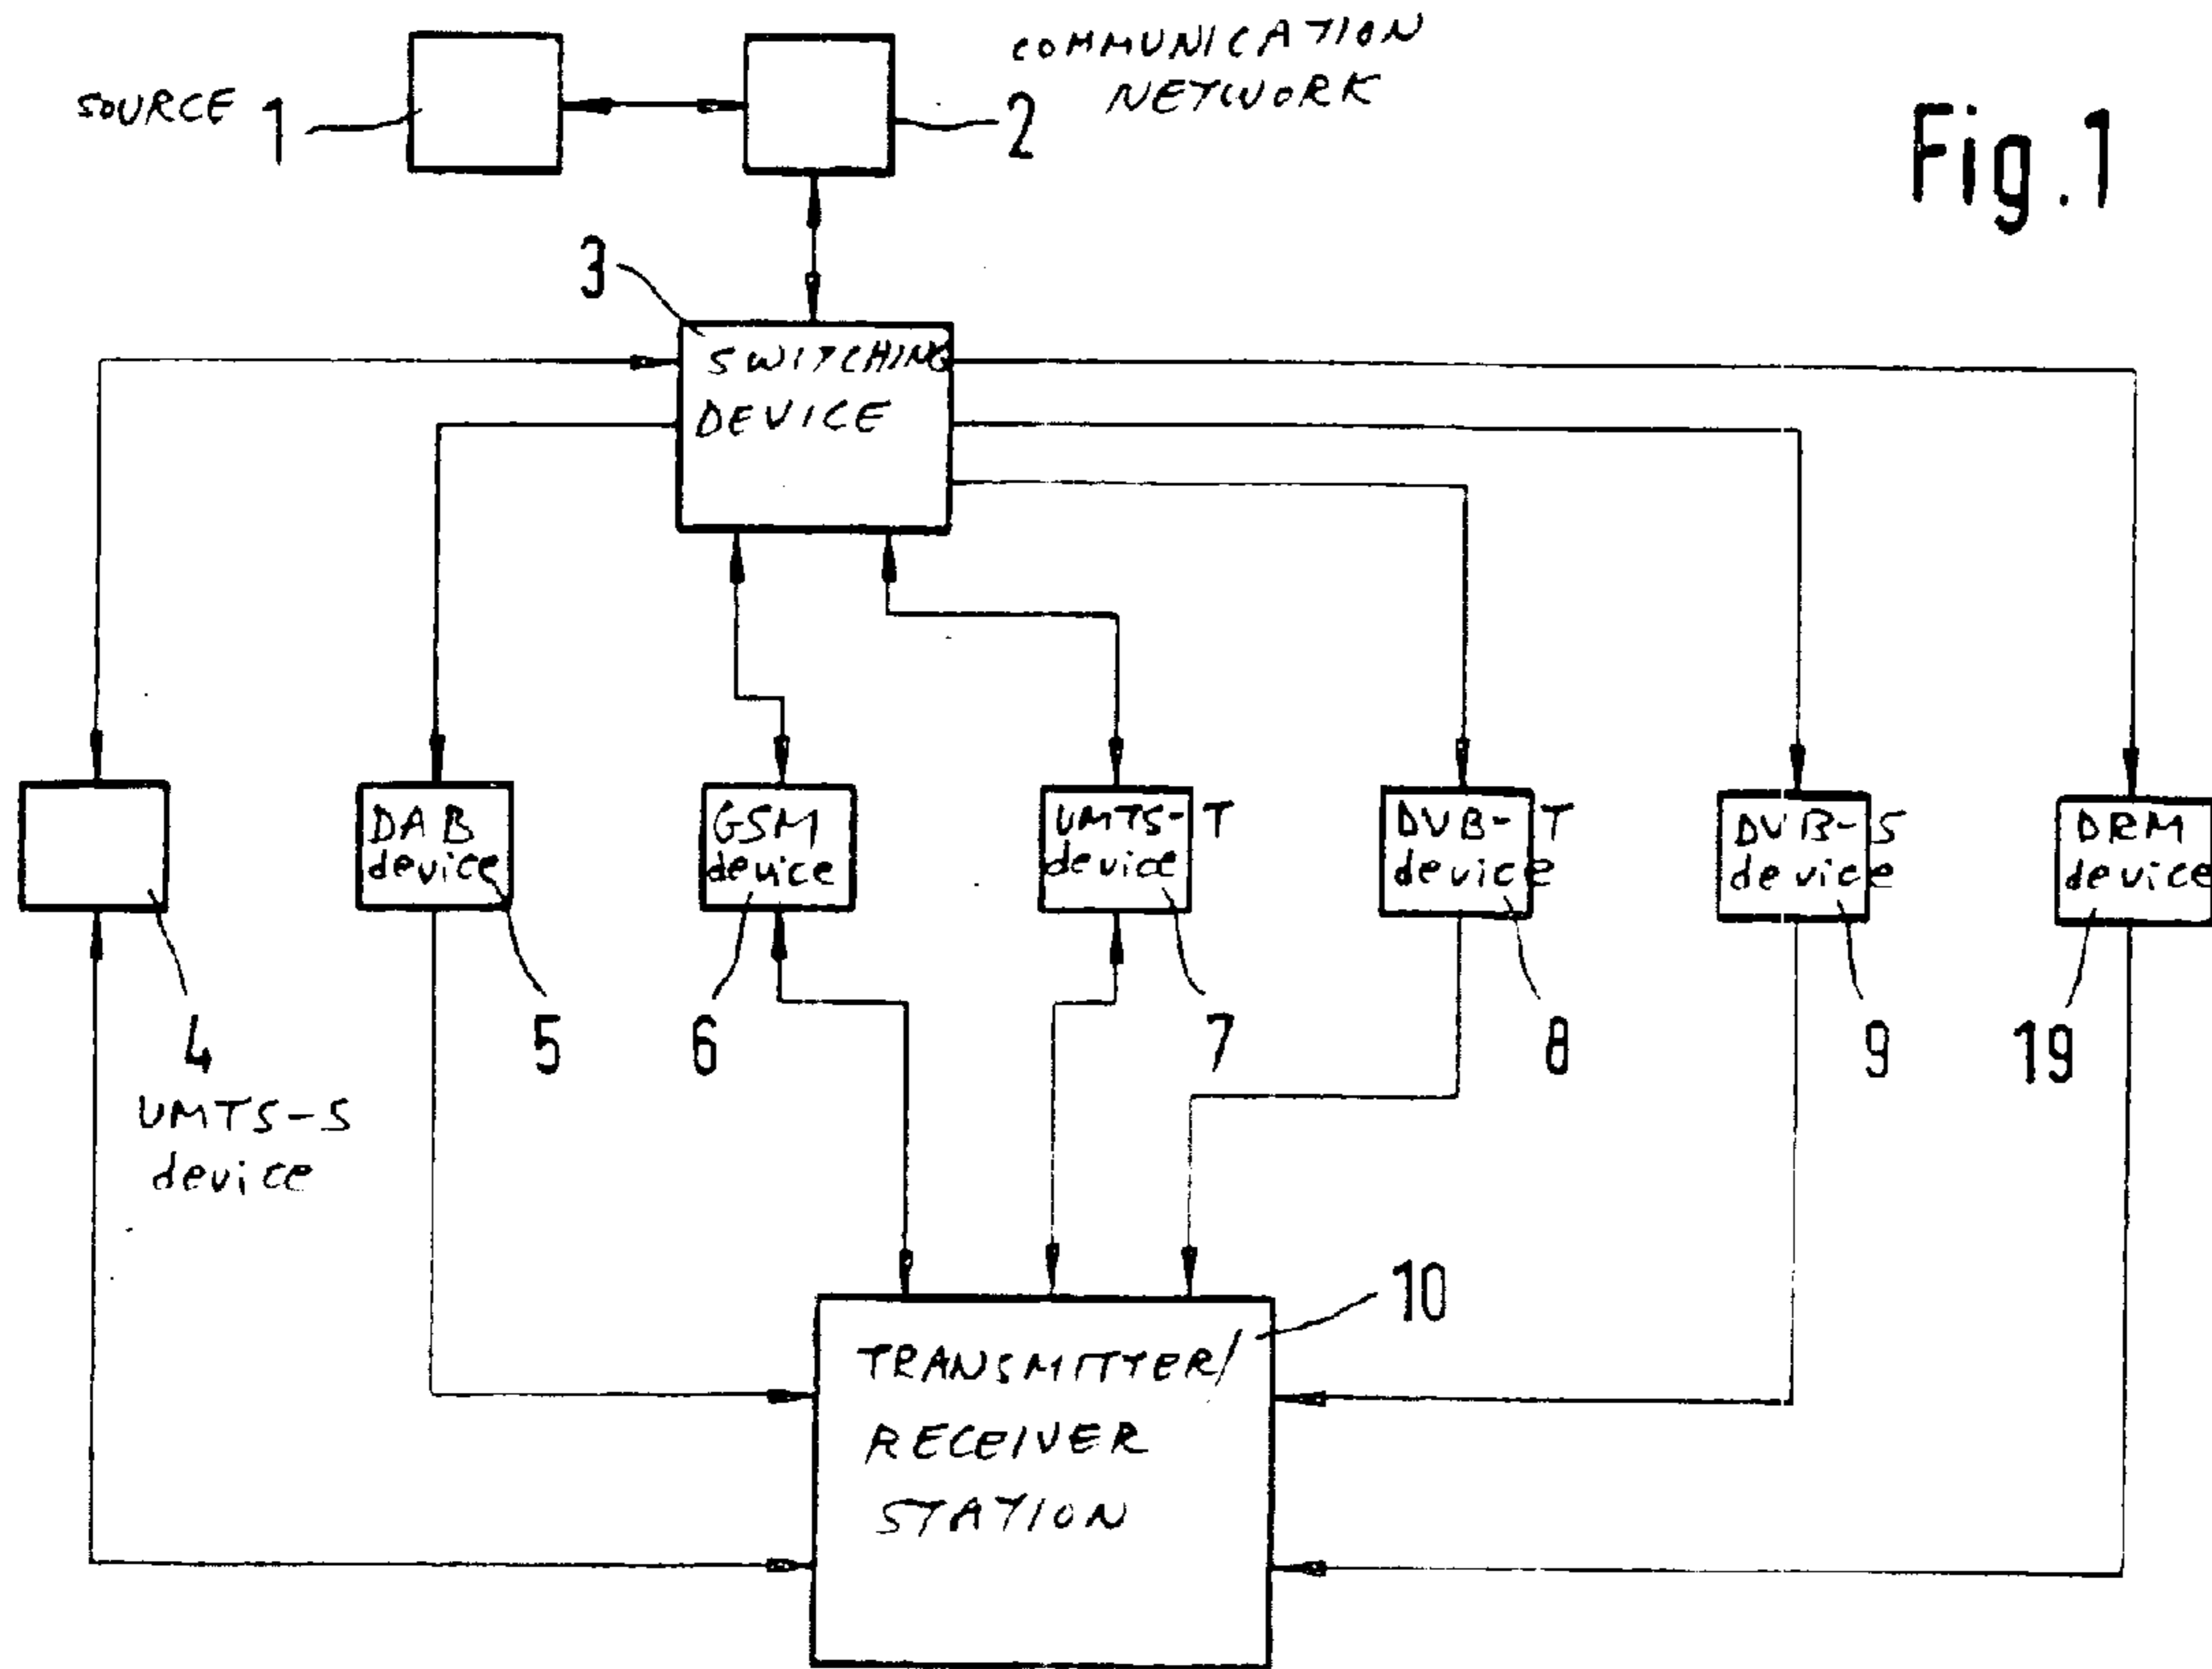 COMMUNICATION
NETWORK
SOURCE 1
2
Fig.1
3
SWITCHING
DEVICE
DAB
device
GSM
device
UMTS-T
device
DVB-T
device
DVB-S
device
DRM
device
4
5
6
7
8
9
19
UMTS-S
device
10
TRANSMITTER/
RECEIVER
STATION